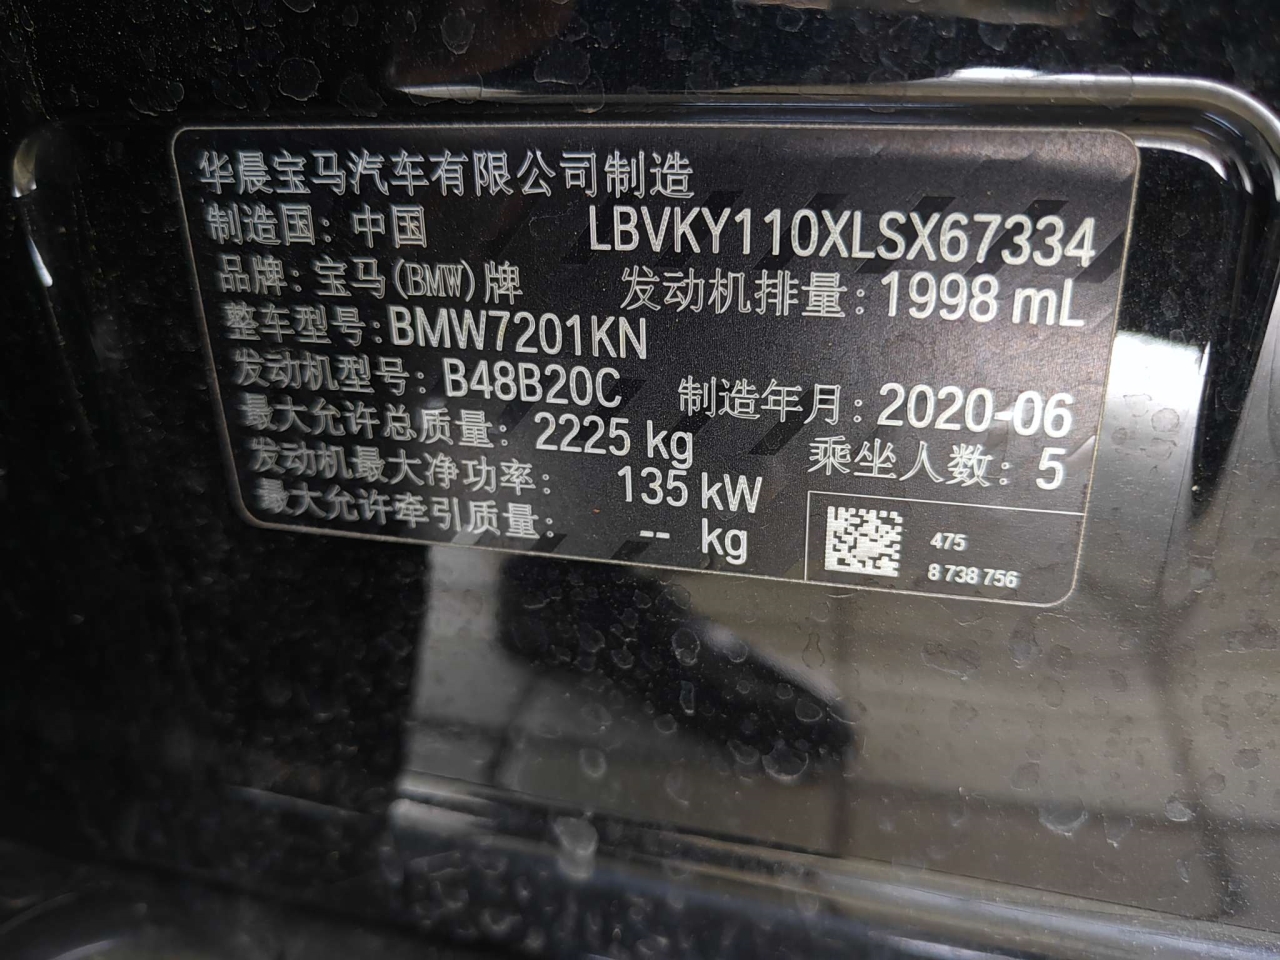 华晨宝马汽车有限公司制造
制造国：中国 LBVKY110XLSX67334
品牌：宝马(BMW)牌 发动机排量：1998 mL
整车型号：BMW7201KN
发动机型号：B48B20C 制造年月：2020-06
最大允许总质量：2225 kg 乘坐人数：5
发动机最大净功率：135 kW
最大允许牵引质量：-- kg
475
8 738 756